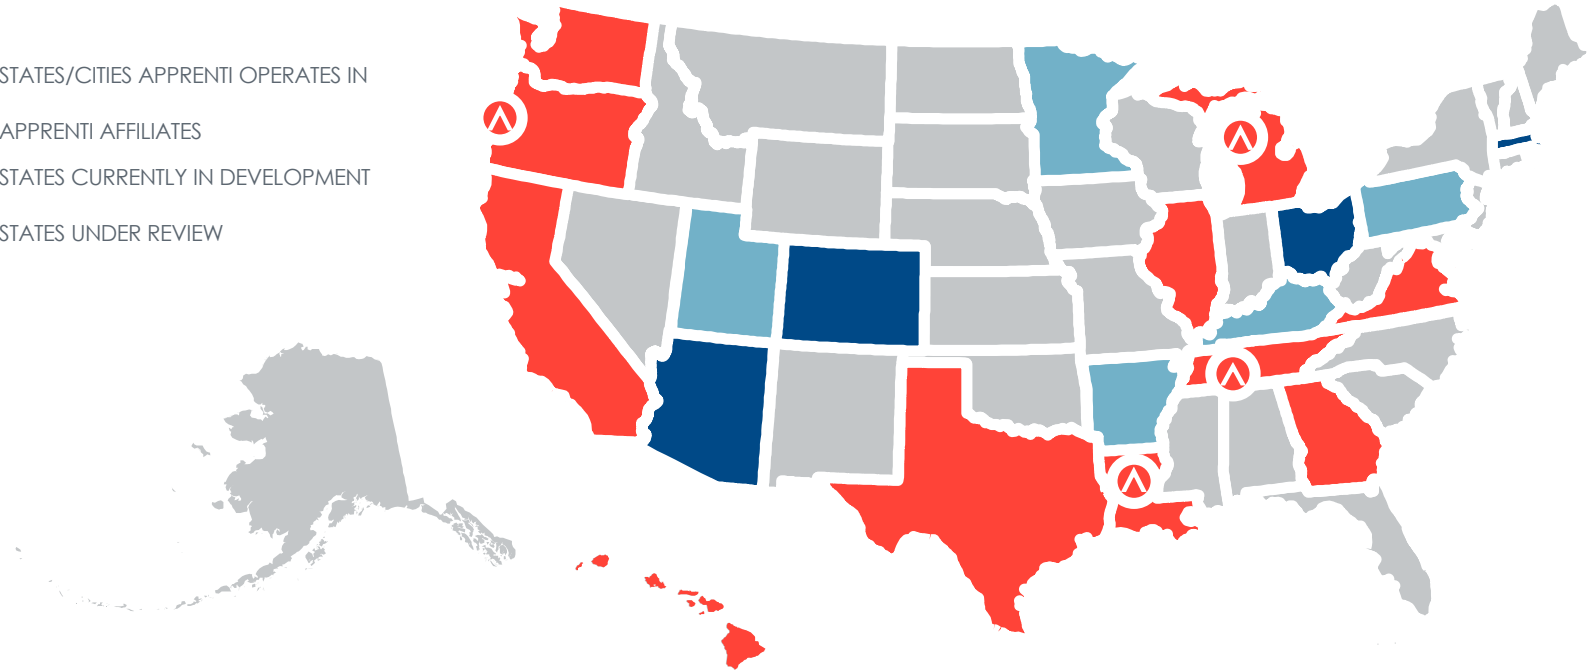 STATES/CITIES APPRENTI OPERATES IN
APPRENTI AFFILIATES
STATES CURRENTLY IN DEVELOPMENT
STATES UNDER REVIEW